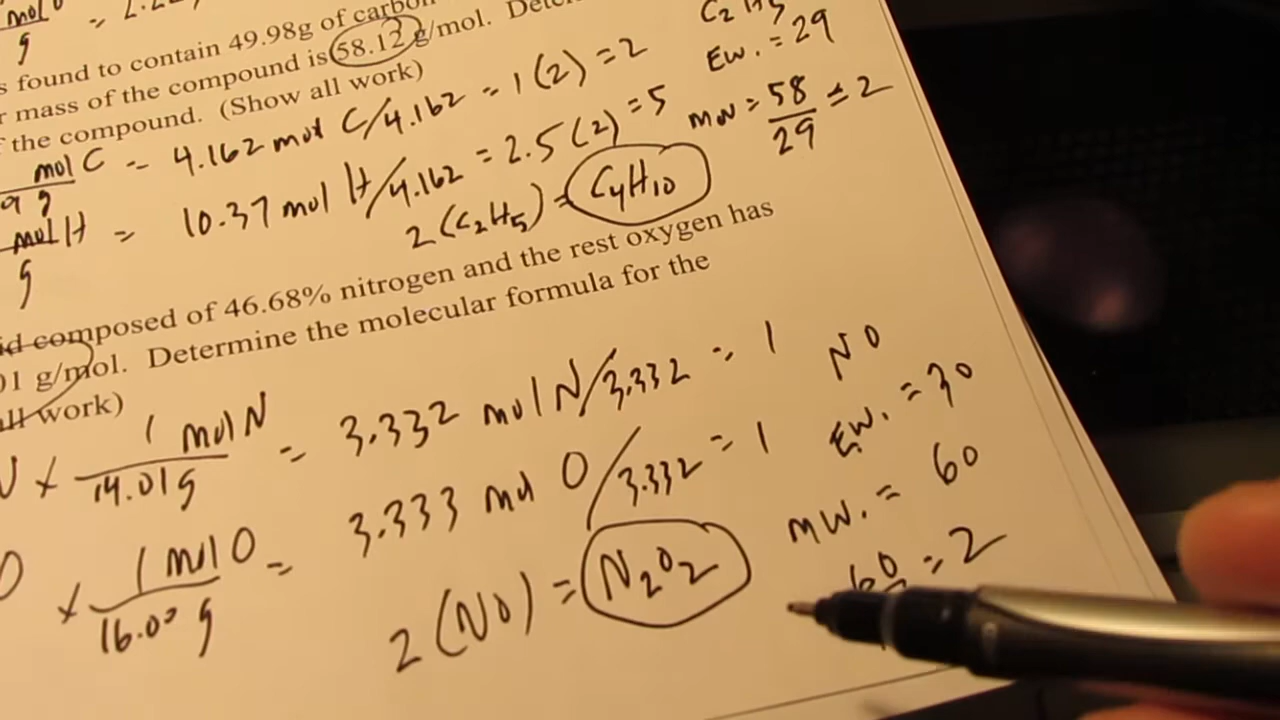 mol
g
found to contain 49.98g of carbon
C2H5
mass of the compound is 58.12 g/mol.
EW. = 29
the compound. (Show all work)
mol C = 4.162 mol C/4.162 = 1 (2) = 2
g
MW = 58/29 = 2
mol H = 10.37 mol H/4.162 = 2.5 (2) = 5
g
2 (C2H5) = C4H10
composed of 46.68% nitrogen and the rest oxygen has
01 g/mol. Determine the molecular formula for the
all work)
× 1 mol N/14.01g = 3.332 mol N/3.332 = 1
NO
EW. = 30
O × 1 mol O/16.00 g = 3.333 mol O/3.332 = 1
MW. = 60
2 (NO) = N2O2
60 = 2